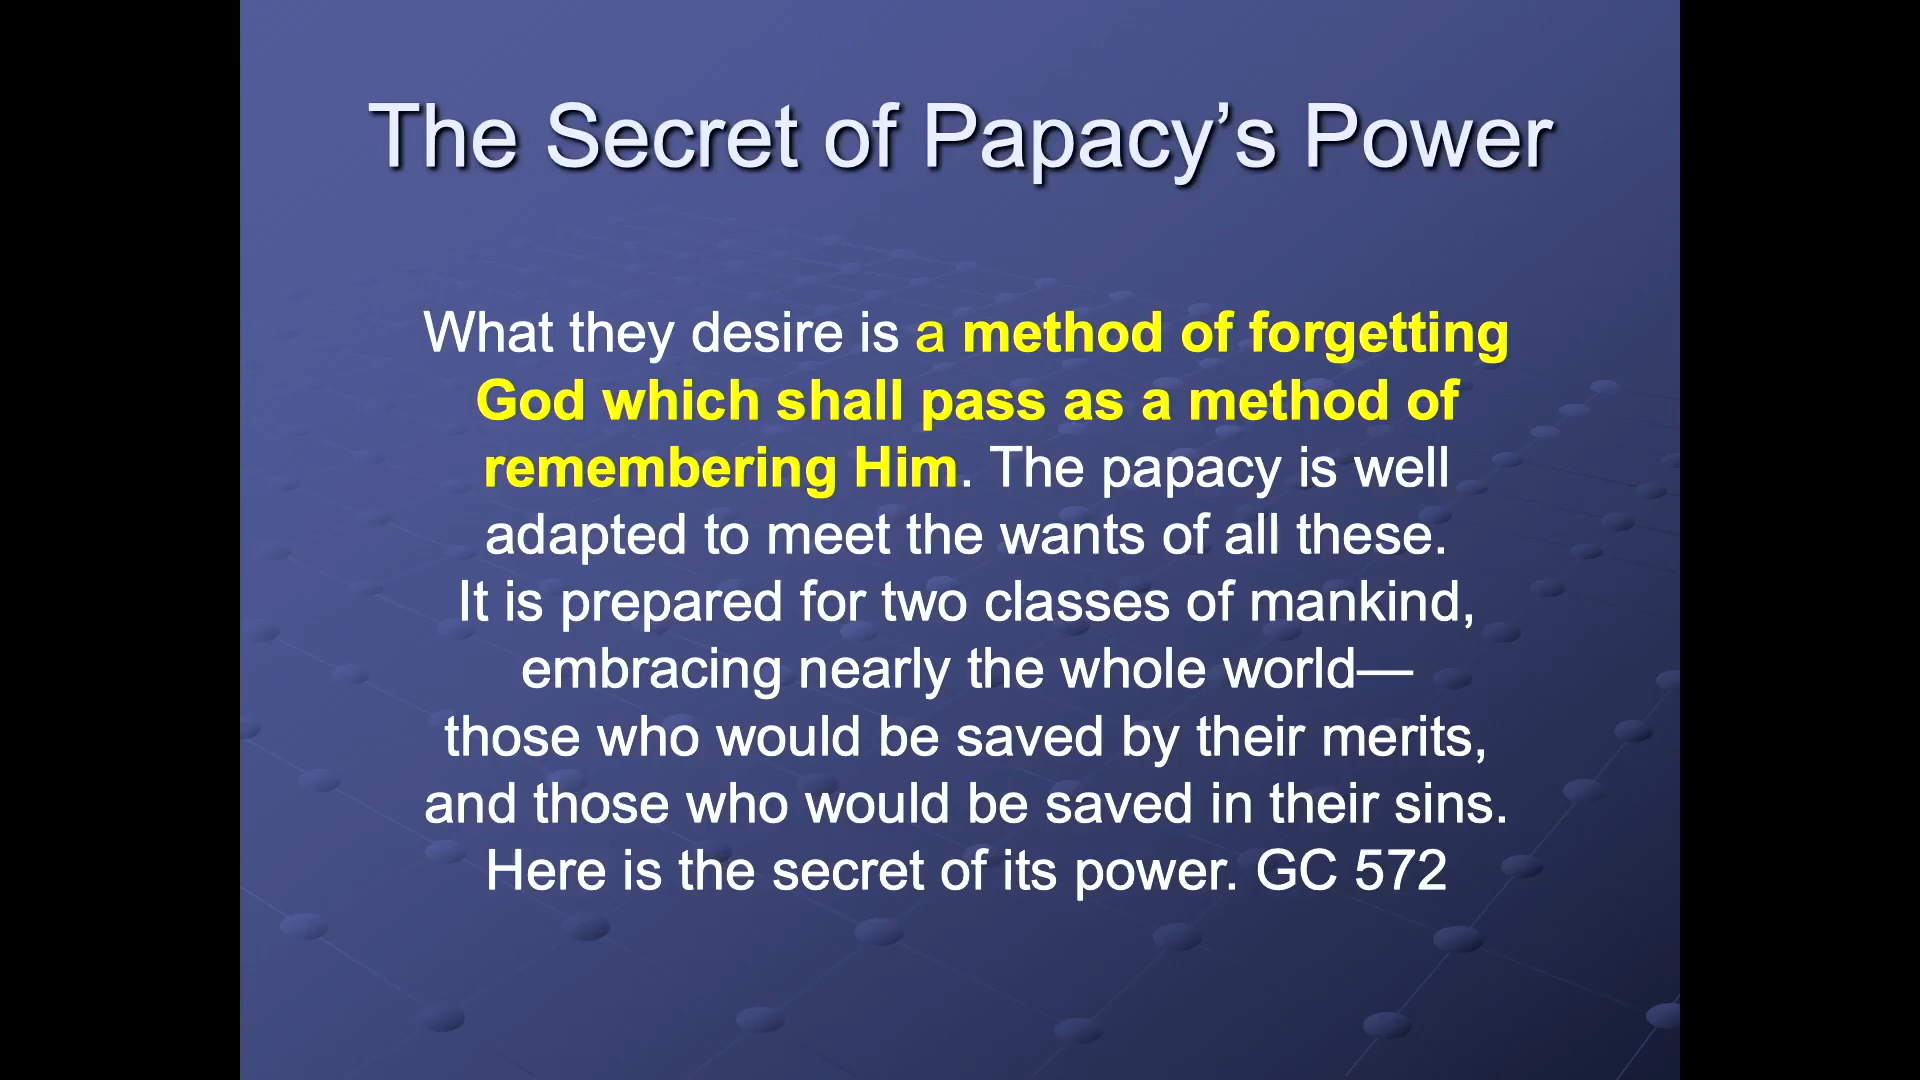 The Secret of Papacy’s Power
What they desire is a method of forgetting
God which shall pass as a method of
remembering Him. The papacy is well
adapted to meet the wants of all these.
It is prepared for two classes of mankind,
embracing nearly the whole world—
those who would be saved by their merits,
and those who would be saved in their sins.
Here is the secret of its power. GC 572